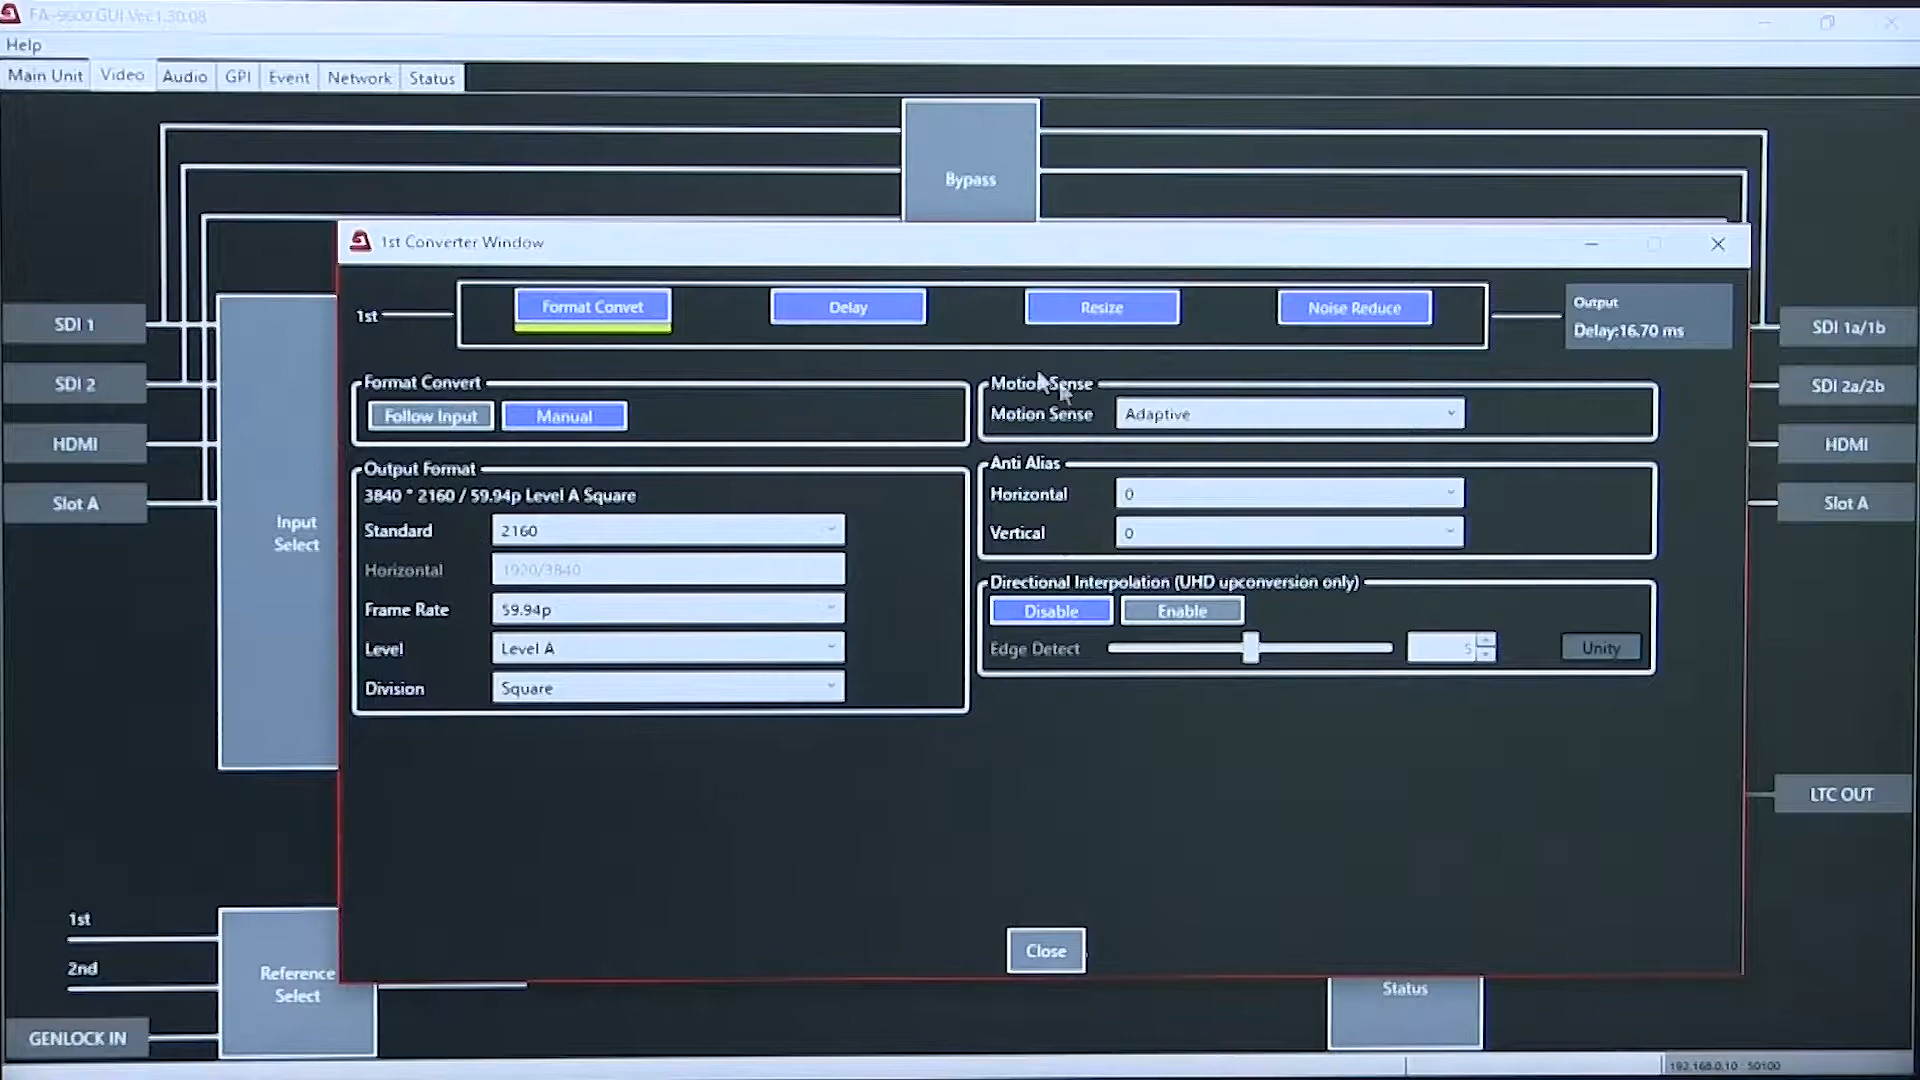 FA-9600 GUI Ver.1.30.08
Help
Main Unit Video Audio GPI Event Network Status
Bypass
1st Converter Window
1st Format Convet Delay Resize Noise Reduce
Output
Delay:16.70 ms
SDI 1
SDI 2
HDMI
Slot A
Input
Select
Format Convert
Follow Input Manual
Output Format
3840 * 2160 / 59.94p Level A Square
Standard 2160
Horizontal 1920/3840
Frame Rate 59.94p
Level Level A
Division Square
Motion Sense
Motion Sense Adaptive
Anti Alias
Horizontal 0
Vertical 0
Directional Interpolation (UHD upconversion only)
Disable Enable
Edge Detect 5 Unity
Close
SDI 1a/1b
SDI 2a/2b
HDMI
Slot A
LTC OUT
1st
2nd
GENLOCK IN
Reference
Select
Status
192.168.0.10 : 50100